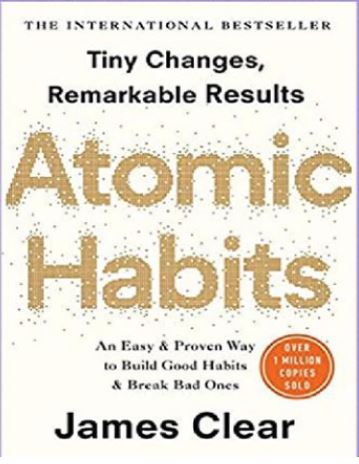 THE INTERNATIONAL BESTSELLER
Tiny Changes,
Remarkable Results
Atomic
Habits
An Easy & Proven Way
to Build Good Habits
& Break Bad Ones
OVER
1 MILLION
COPIES
SOLD
James Clear